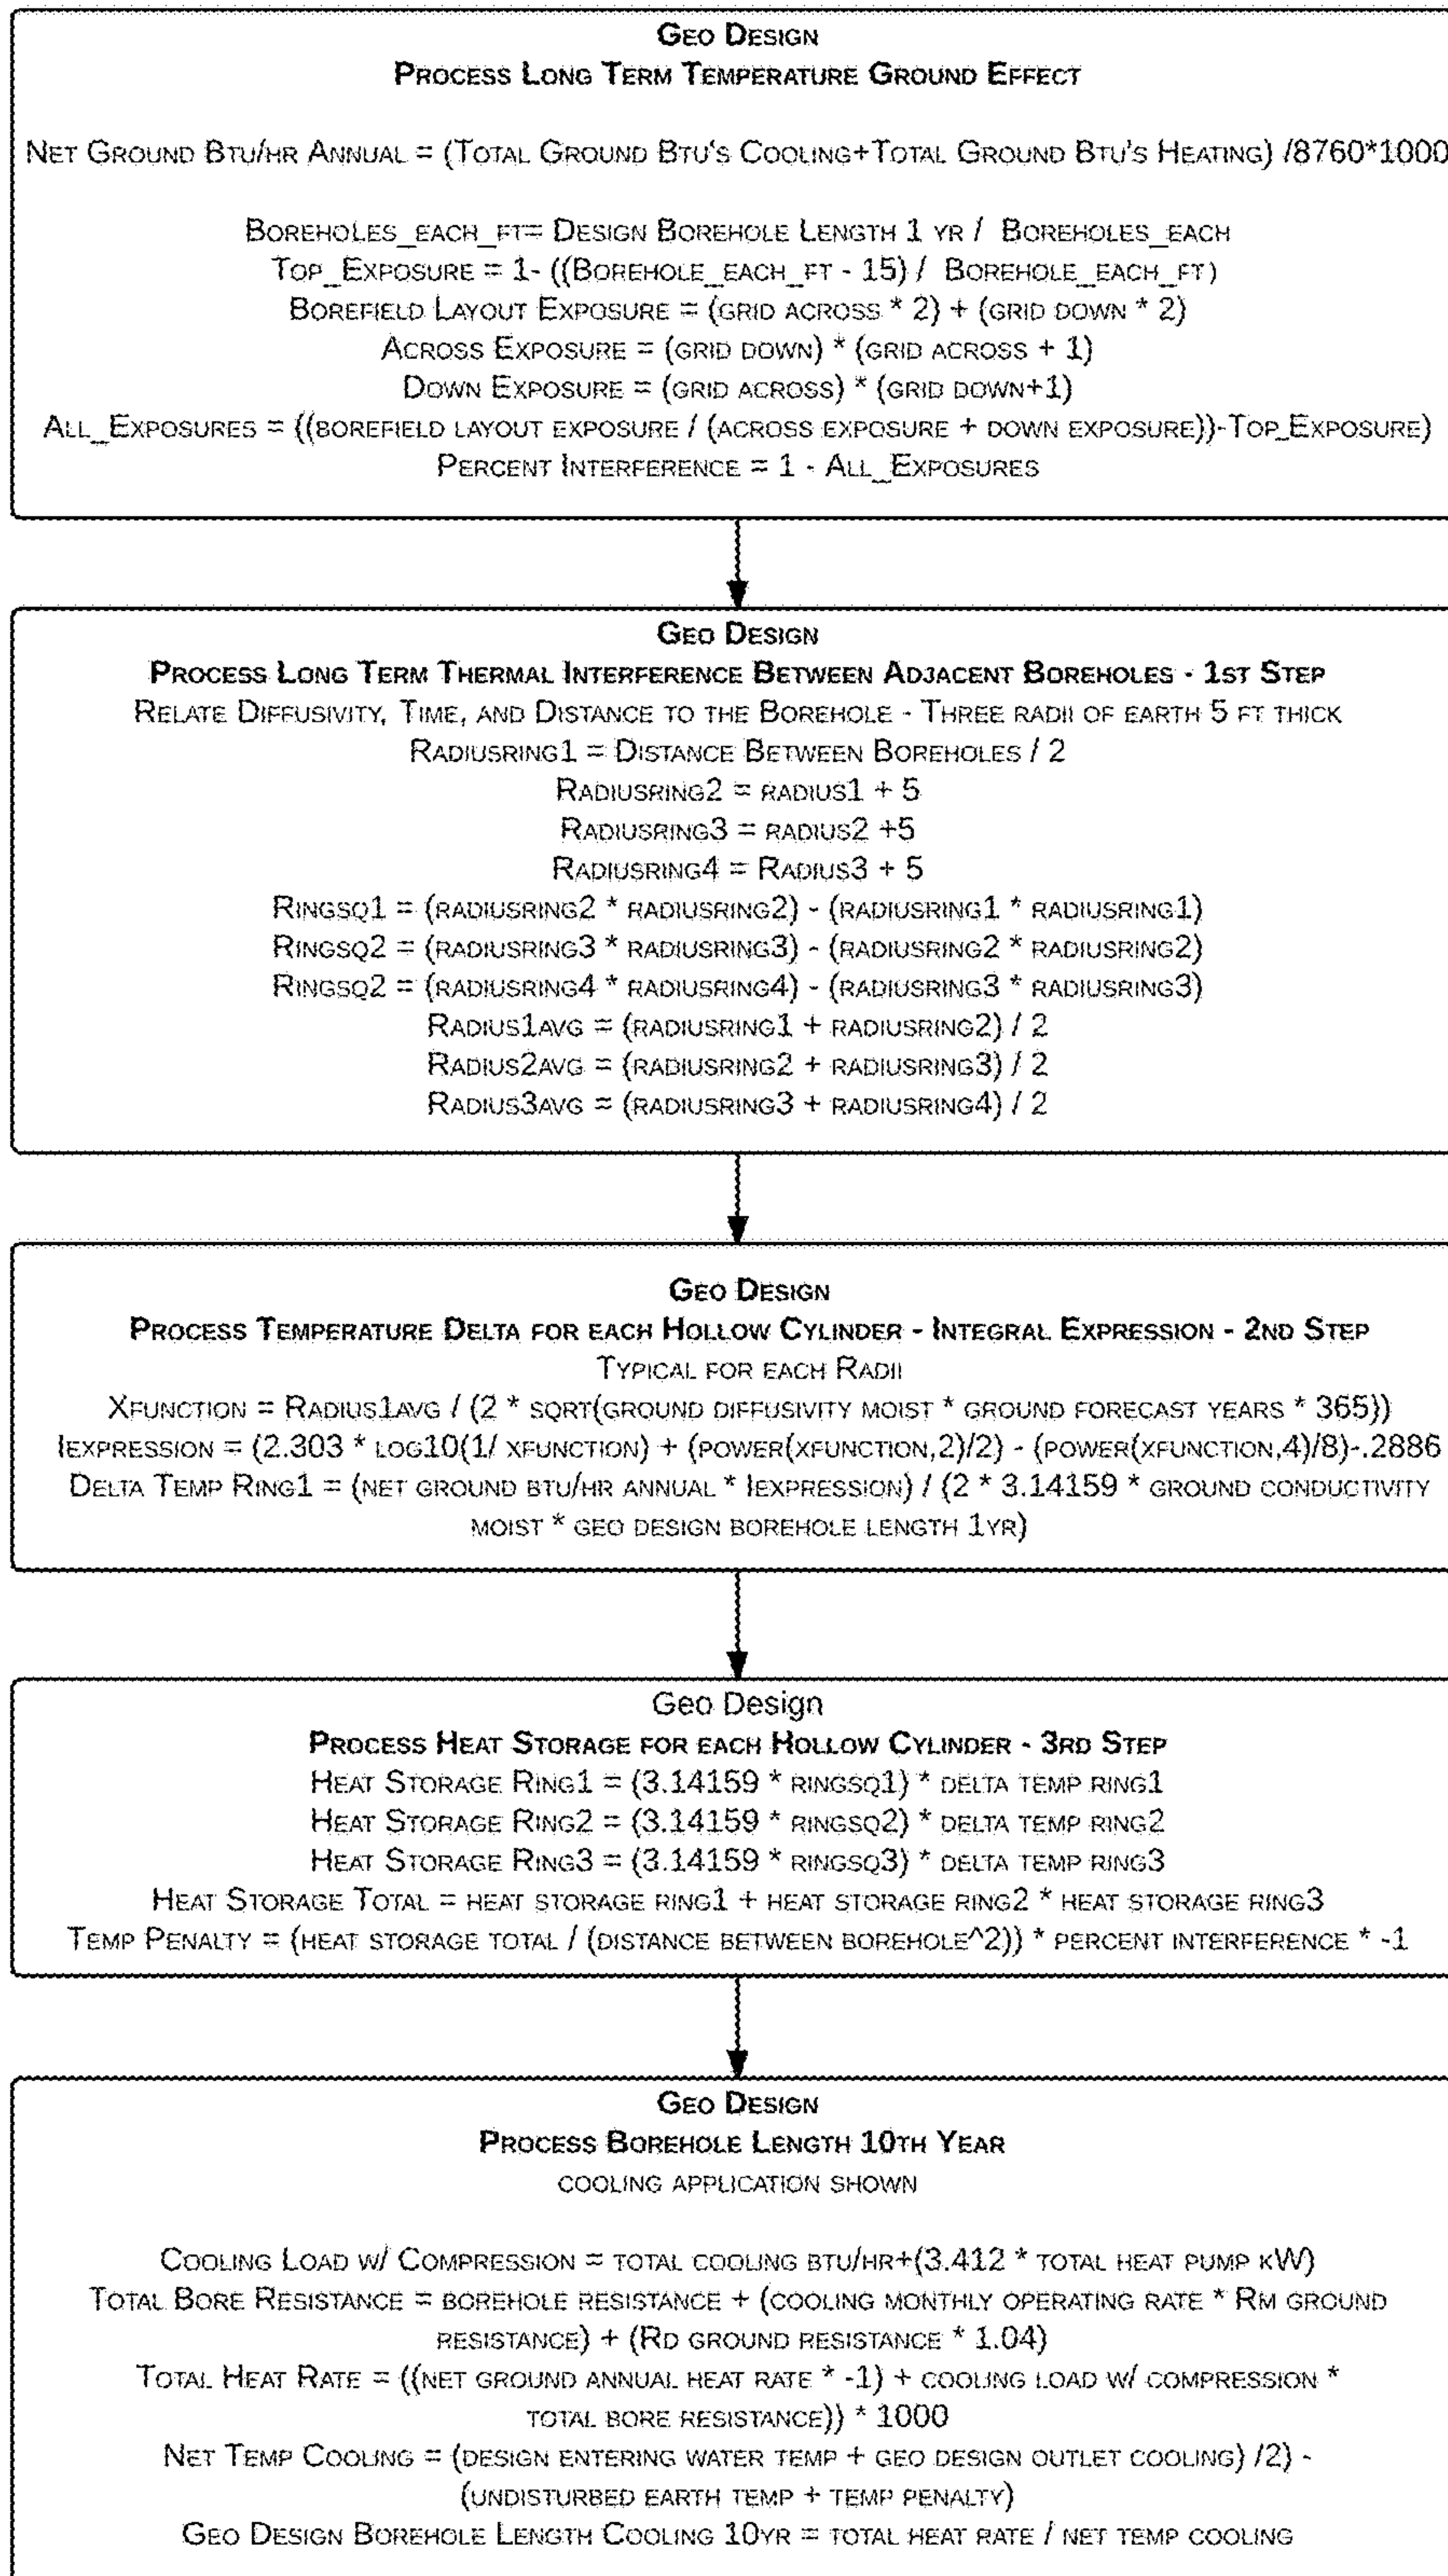 Geo Design
Process Long Term Temperature Ground Effect
Net Ground Btu/hr Annual = (Total Ground Btu's Cooling+Total Ground Btu's Heating) /8760*1000
Boreholes_each_ft= Design Borehole Length 1 yr / Boreholes_each
Top_Exposure = 1- ((Borehole_each_ft - 15) / Borehole_each_ft)
Borefield Layout Exposure = (grid across * 2) + (grid down * 2)
Across Exposure = (grid down) * (grid across + 1)
Down Exposure = (grid across) * (grid down+1)
All_Exposures = ((borefield layout exposure / (across exposure + down exposure))-Top_Exposure)
Percent Interference = 1 - All_Exposures
Geo Design
Process Long Term Thermal Interference Between Adjacent Boreholes - 1st Step
Relate Diffusivity, Time, and Distance to the Borehole - Three radii of earth 5 ft thick
Radiusring1 = Distance Between Boreholes / 2
Radiusring2 = radius1 + 5
Radiusring3 = radius2 +5
Radiusring4 = Radius3 + 5
Ringsq1 = (radiusring2 * radiusring2) - (radiusring1 * radiusring1)
Ringsq2 = (radiusring3 * radiusring3) - (radiusring2 * radiusring2)
Ringsq2 = (radiusring4 * radiusring4) - (radiusring3 * radiusring3)
Radius1avg = (radiusring1 + radiusring2) / 2
Radius2avg = (radiusring2 + radiusring3) / 2
Radius3avg = (radiusring3 + radiusring4) / 2
Geo Design
Process Temperature Delta for each Hollow Cylinder - Integral Expression - 2nd Step
Typical for each Radii
Xfunction = Radius1avg / (2 * sqrt(ground diffusivity moist * ground forecast years * 365))
Iexpression = (2.303 * log10(1/ xfunction) + (power(xfunction,2)/2) - (power(xfunction,4)/8)-.2886
Delta Temp Ring1 = (net ground btu/hr annual * Iexpression) / (2 * 3.14159 * ground conductivity
moist * geo design borehole length 1yr)
Geo Design
Process Heat Storage for each Hollow Cylinder - 3rd Step
Heat Storage Ring1 = (3.14159 * ringsq1) * delta temp ring1
Heat Storage Ring2 = (3.14159 * ringsq2) * delta temp ring2
Heat Storage Ring3 = (3.14159 * ringsq3) * delta temp ring3
Heat Storage Total = heat storage ring1 + heat storage ring2 * heat storage ring3
Temp Penalty = (heat storage total / (distance between borehole^2)) * percent interference * -1
Geo Design
Process Borehole Length 10th Year
cooling application shown
Cooling Load w/ Compression = total cooling btu/hr+(3.412 * total heat pump kW)
Total Bore Resistance = borehole resistance + (cooling monthly operating rate * Rm ground
resistance) + (Rd ground resistance * 1.04)
Total Heat Rate = ((net ground annual heat rate * -1) + cooling load w/ compression *
total bore resistance)) * 1000
Net Temp Cooling = (design entering water temp + geo design outlet cooling) /2) -
(undisturbed earth temp + temp penalty)
Geo Design Borehole Length Cooling 10yr = total heat rate / net temp cooling